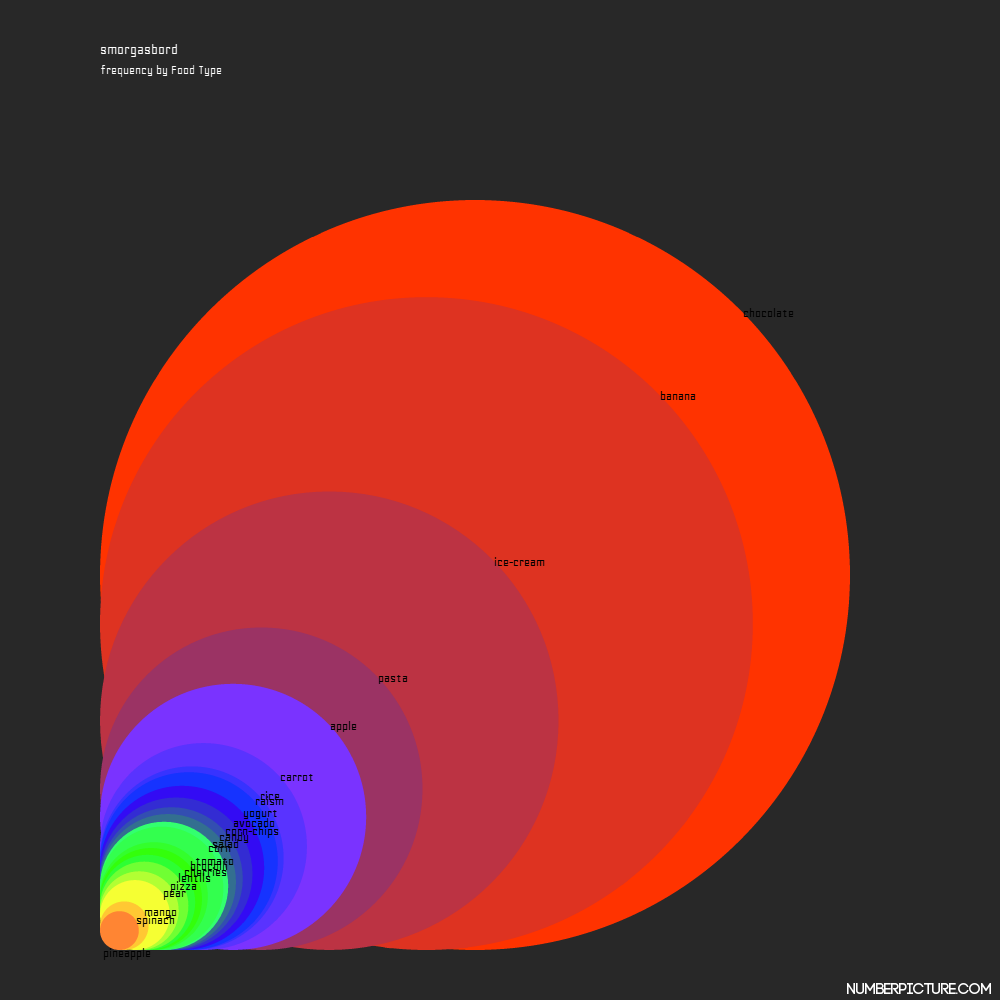 smorgasbord
frequency by Food Type
chocolate
banana
ice-cream
pasta
apple
carrot
rice
raisin
yogurt
avocado
corn-chips
candy
salad
corn
tomato
brocoln
cherries
lentils
pizza
pear
mango
spinach
pineapple
NUMBERPICTURE.COM